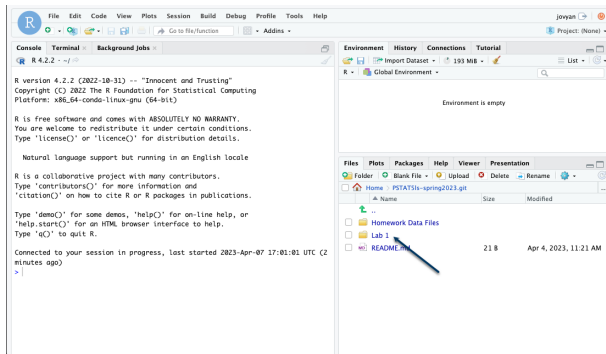 File Edit Code View Plots Session Build Debug Profile Tools Help
jovyan
R
Go to file/function
Addins
Project: (None)
Console Terminal Background Jobs
R 4.2.2 · ~/
R version 4.2.2 (2022-10-31) -- "Innocent and Trusting"
Copyright (C) 2022 The R Foundation for Statistical Computing
Platform: x86_64-conda-linux-gnu (64-bit)
R is free software and comes with ABSOLUTELY NO WARRANTY.
You are welcome to redistribute it under certain conditions.
Type 'license()' or 'licence()' for distribution details.
Natural language support but running in an English locale
R is a collaborative project with many contributors.
Type 'contributors()' for more information and
'citation()' on how to cite R or R packages in publications.
Type 'demo()' for some demos, 'help()' for on-line help, or
'help.start()' for an HTML browser interface to help.
Type 'q()' to quit R.
Connected to your session in progress, last started 2023-Apr-07 17:01:01 UTC (2
minutes ago)
>
Environment History Connections Tutorial
Import Dataset 193 MiB List
R Global Environment
Environment is empty
Files Plots Packages Help Viewer Presentation
Folder Blank File Upload Delete Rename
Home PSTAT5ls-spring2023.git ...
Name Size Modified
..
Homework Data Files
Lab 1
README.md 21 B Apr 4, 2023, 11:21 AM